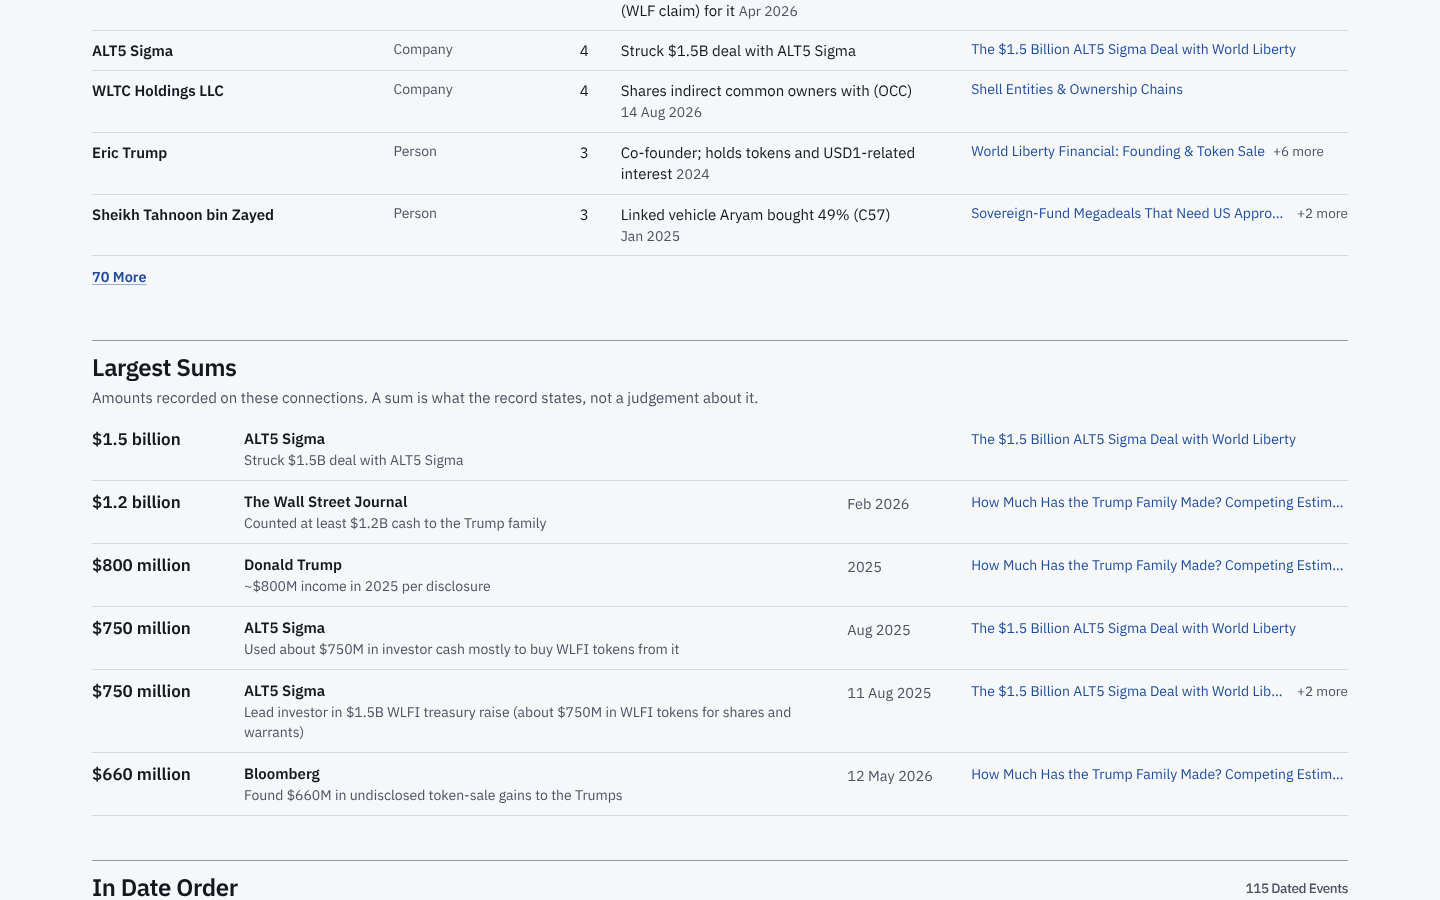 (WLF claim) for it Apr 2026
ALT5 Sigma Company 4 Struck $1.5B deal with ALT5 Sigma The $1.5 Billion ALT5 Sigma Deal with World Liberty
WLTC Holdings LLC Company 4 Shares indirect common owners with (OCC) Shell Entities & Ownership Chains
14 Aug 2026
Eric Trump Person 3 Co-founder; holds tokens and USD1-related World Liberty Financial: Founding & Token Sale +6 more
interest 2024
Sheikh Tahnoon bin Zayed Person 3 Linked vehicle Aryam bought 49% (C57) Sovereign-Fund Megadeals That Need US Appro... +2 more
Jan 2025
70 More
Largest Sums
Amounts recorded on these connections. A sum is what the record states, not a judgement about it.
$1.5 billion ALT5 Sigma The $1.5 Billion ALT5 Sigma Deal with World Liberty
Struck $1.5B deal with ALT5 Sigma
$1.2 billion The Wall Street Journal Feb 2026 How Much Has the Trump Family Made? Competing Estim...
Counted at least $1.2B cash to the Trump family
$800 million Donald Trump 2025 How Much Has the Trump Family Made? Competing Estim...
~$800M income in 2025 per disclosure
$750 million ALT5 Sigma Aug 2025 The $1.5 Billion ALT5 Sigma Deal with World Liberty
Used about $750M in investor cash mostly to buy WLFI tokens from it
$750 million ALT5 Sigma 11 Aug 2025 The $1.5 Billion ALT5 Sigma Deal with World Lib... +2 more
Lead investor in $1.5B WLFI treasury raise (about $750M in WLFI tokens for shares and
warrants)
$660 million Bloomberg 12 May 2026 How Much Has the Trump Family Made? Competing Estim...
Found $660M in undisclosed token-sale gains to the Trumps
In Date Order 115 Dated Events